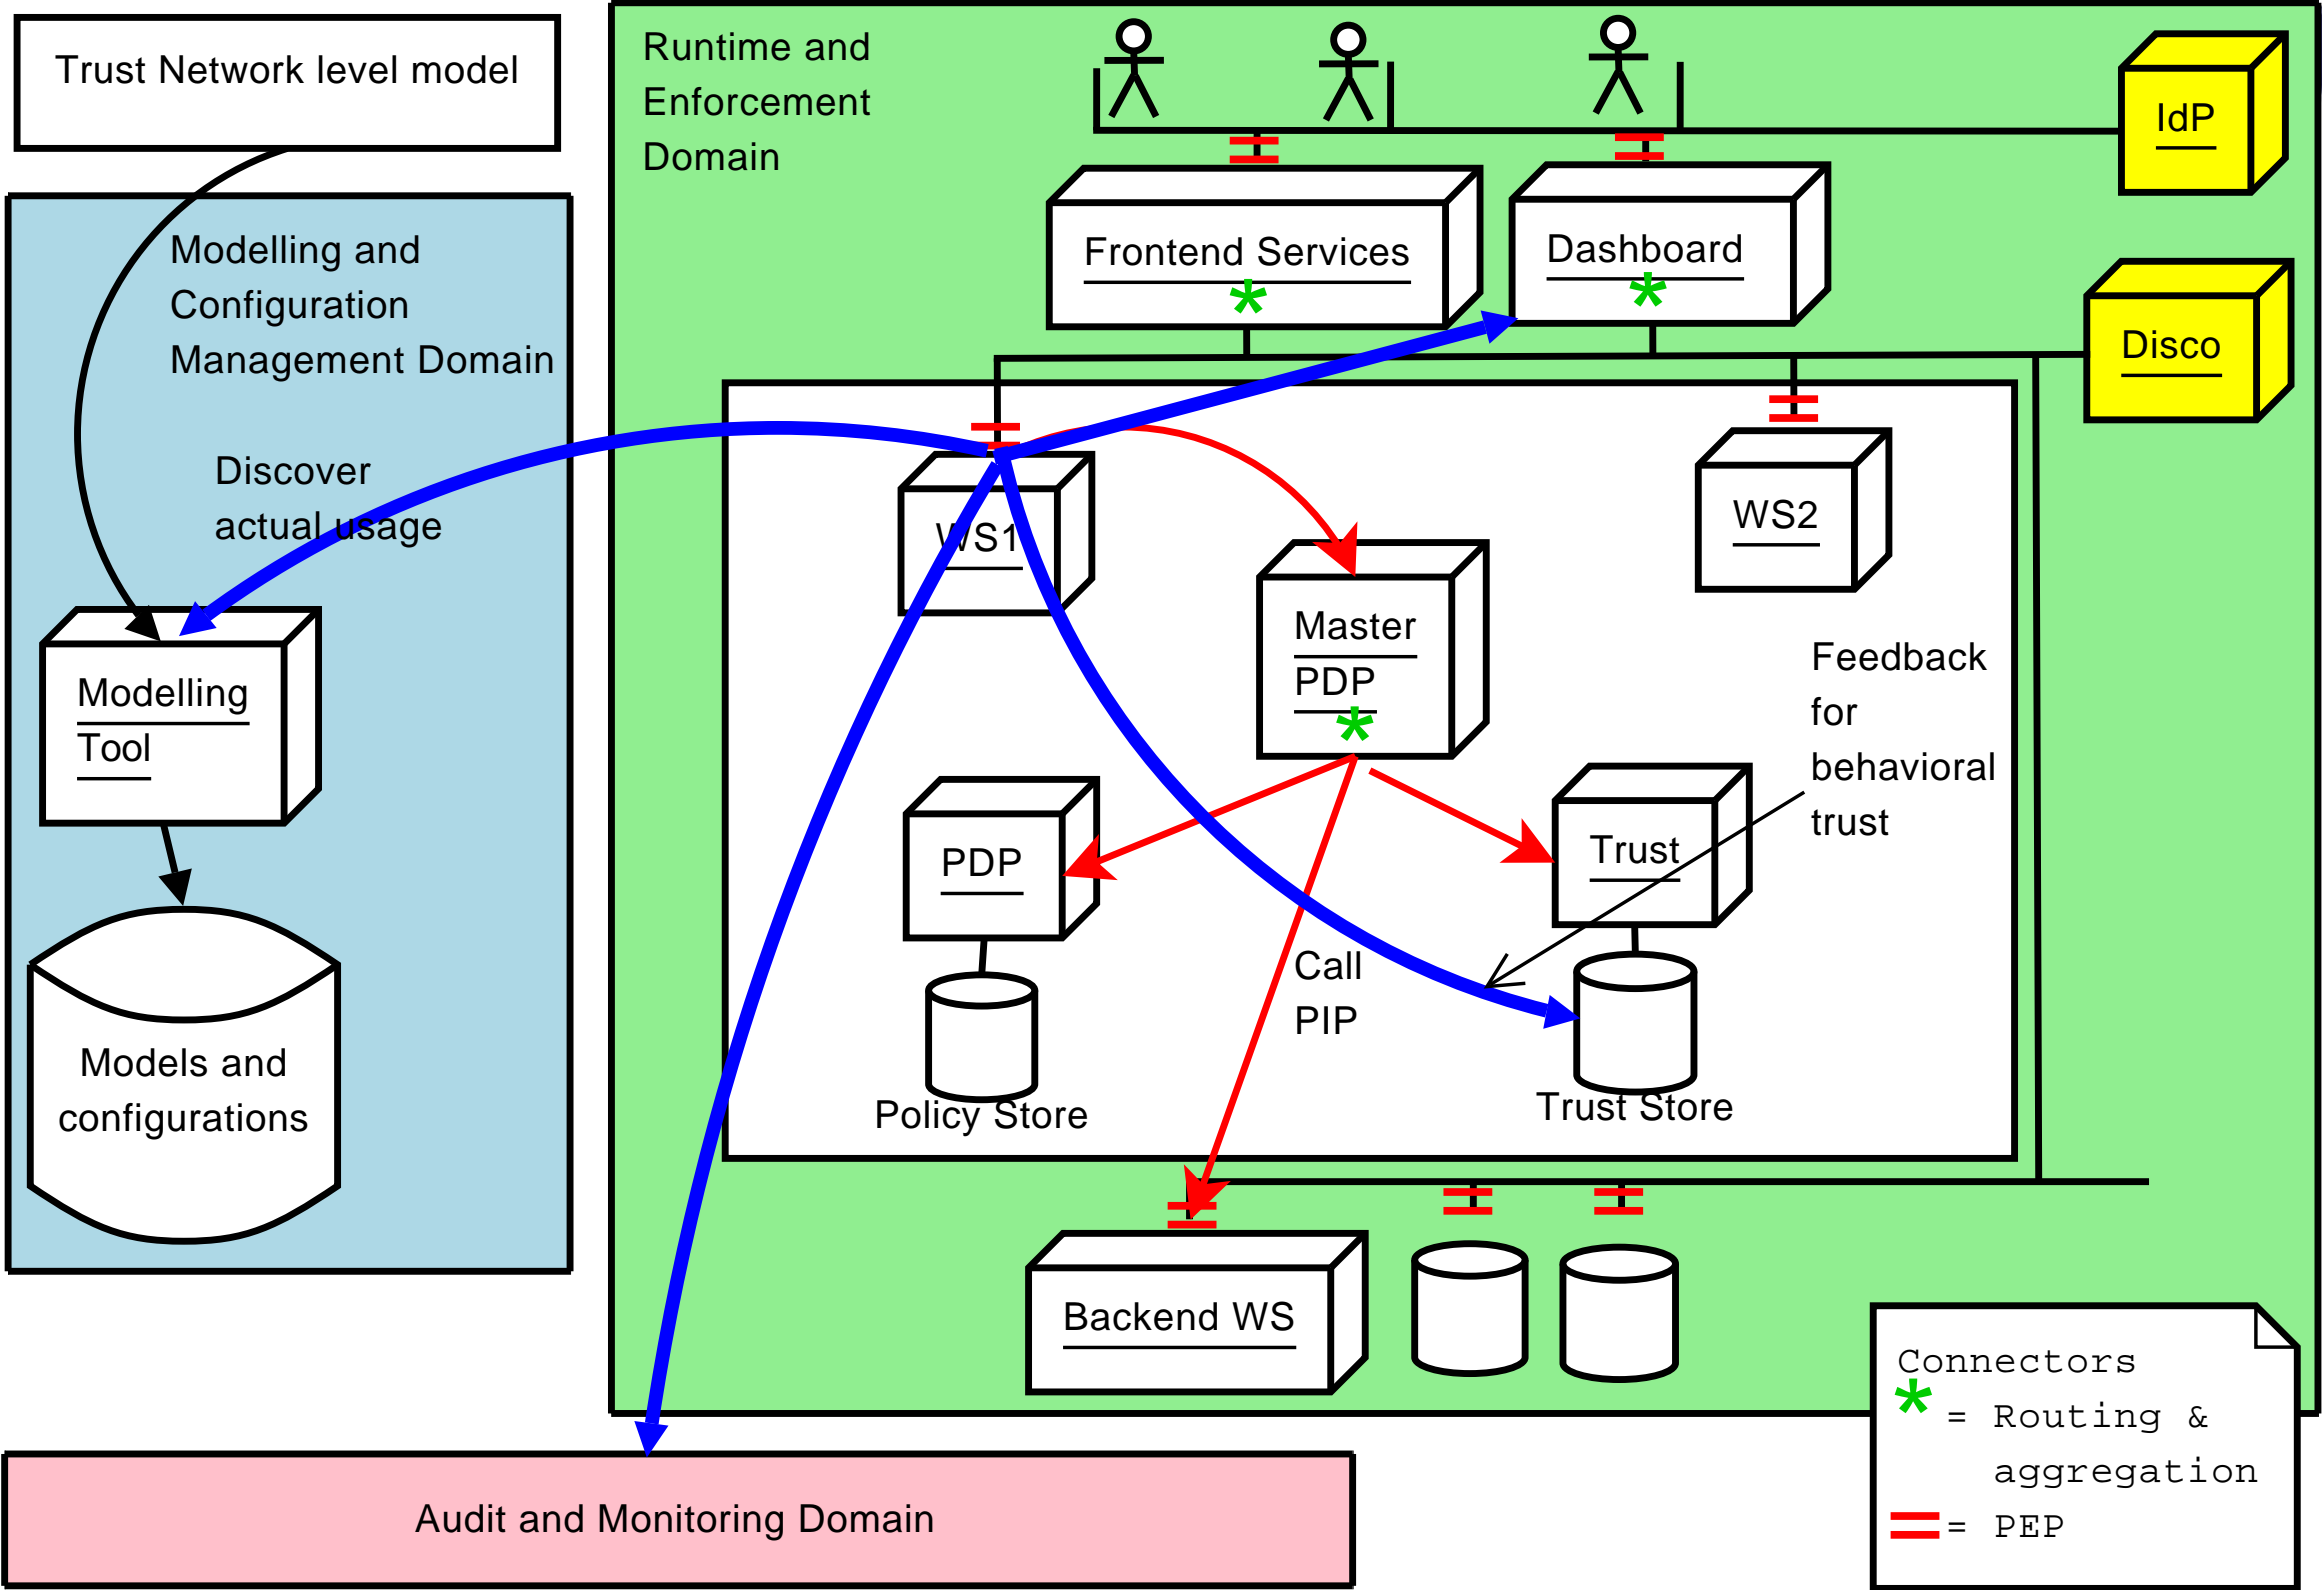 Trust Network level model
Runtime and
Enforcement
Domain
IdP
Modelling and
Configuration
Management Domain
Frontend Services
*
Dashboard
*
Disco
Discover
actual usage
WS1
WS2
Master
PDP
*
Feedback
for
behavioral
trust
Modelling
Tool
PDP
Trust
Call
PIP
Models and
configurations
Policy Store
Trust Store
Backend WS
Connectors
* = Routing &
aggregation
= PEP
Audit and Monitoring Domain